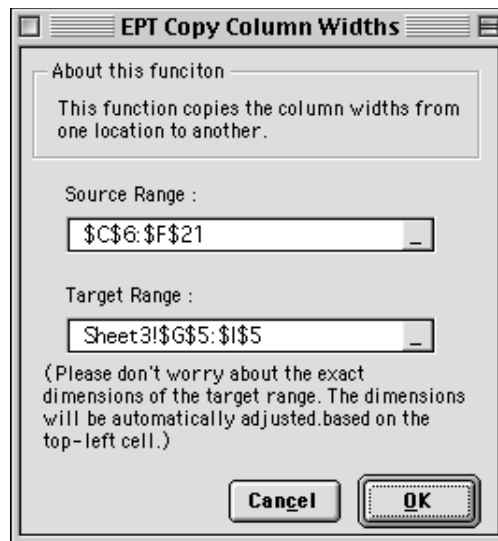 EPT Copy Column Widths
About this funciton
This function copies the column widths from
one location to another.
Source Range :
$C$6:$F$21
_
Target Range :
Sheet3!$G$5:$I$5
_
(Please don't worry about the exact
dimensions of the target range. The dimensions
will be automatically adjusted.based on the
top-left cell.)
Cancel
OK